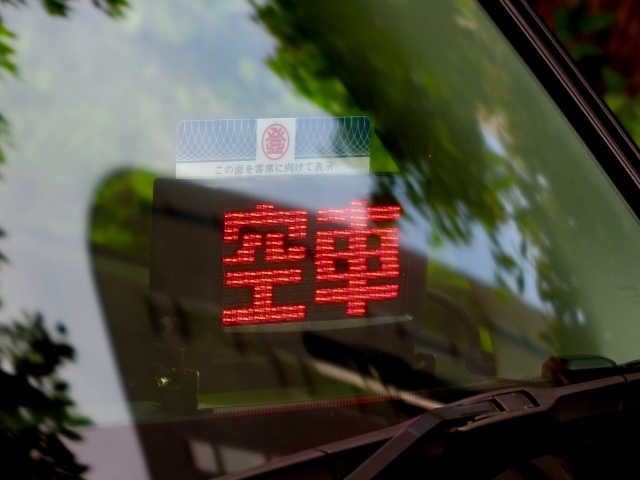 登
この面を客席に向けて表示
空車